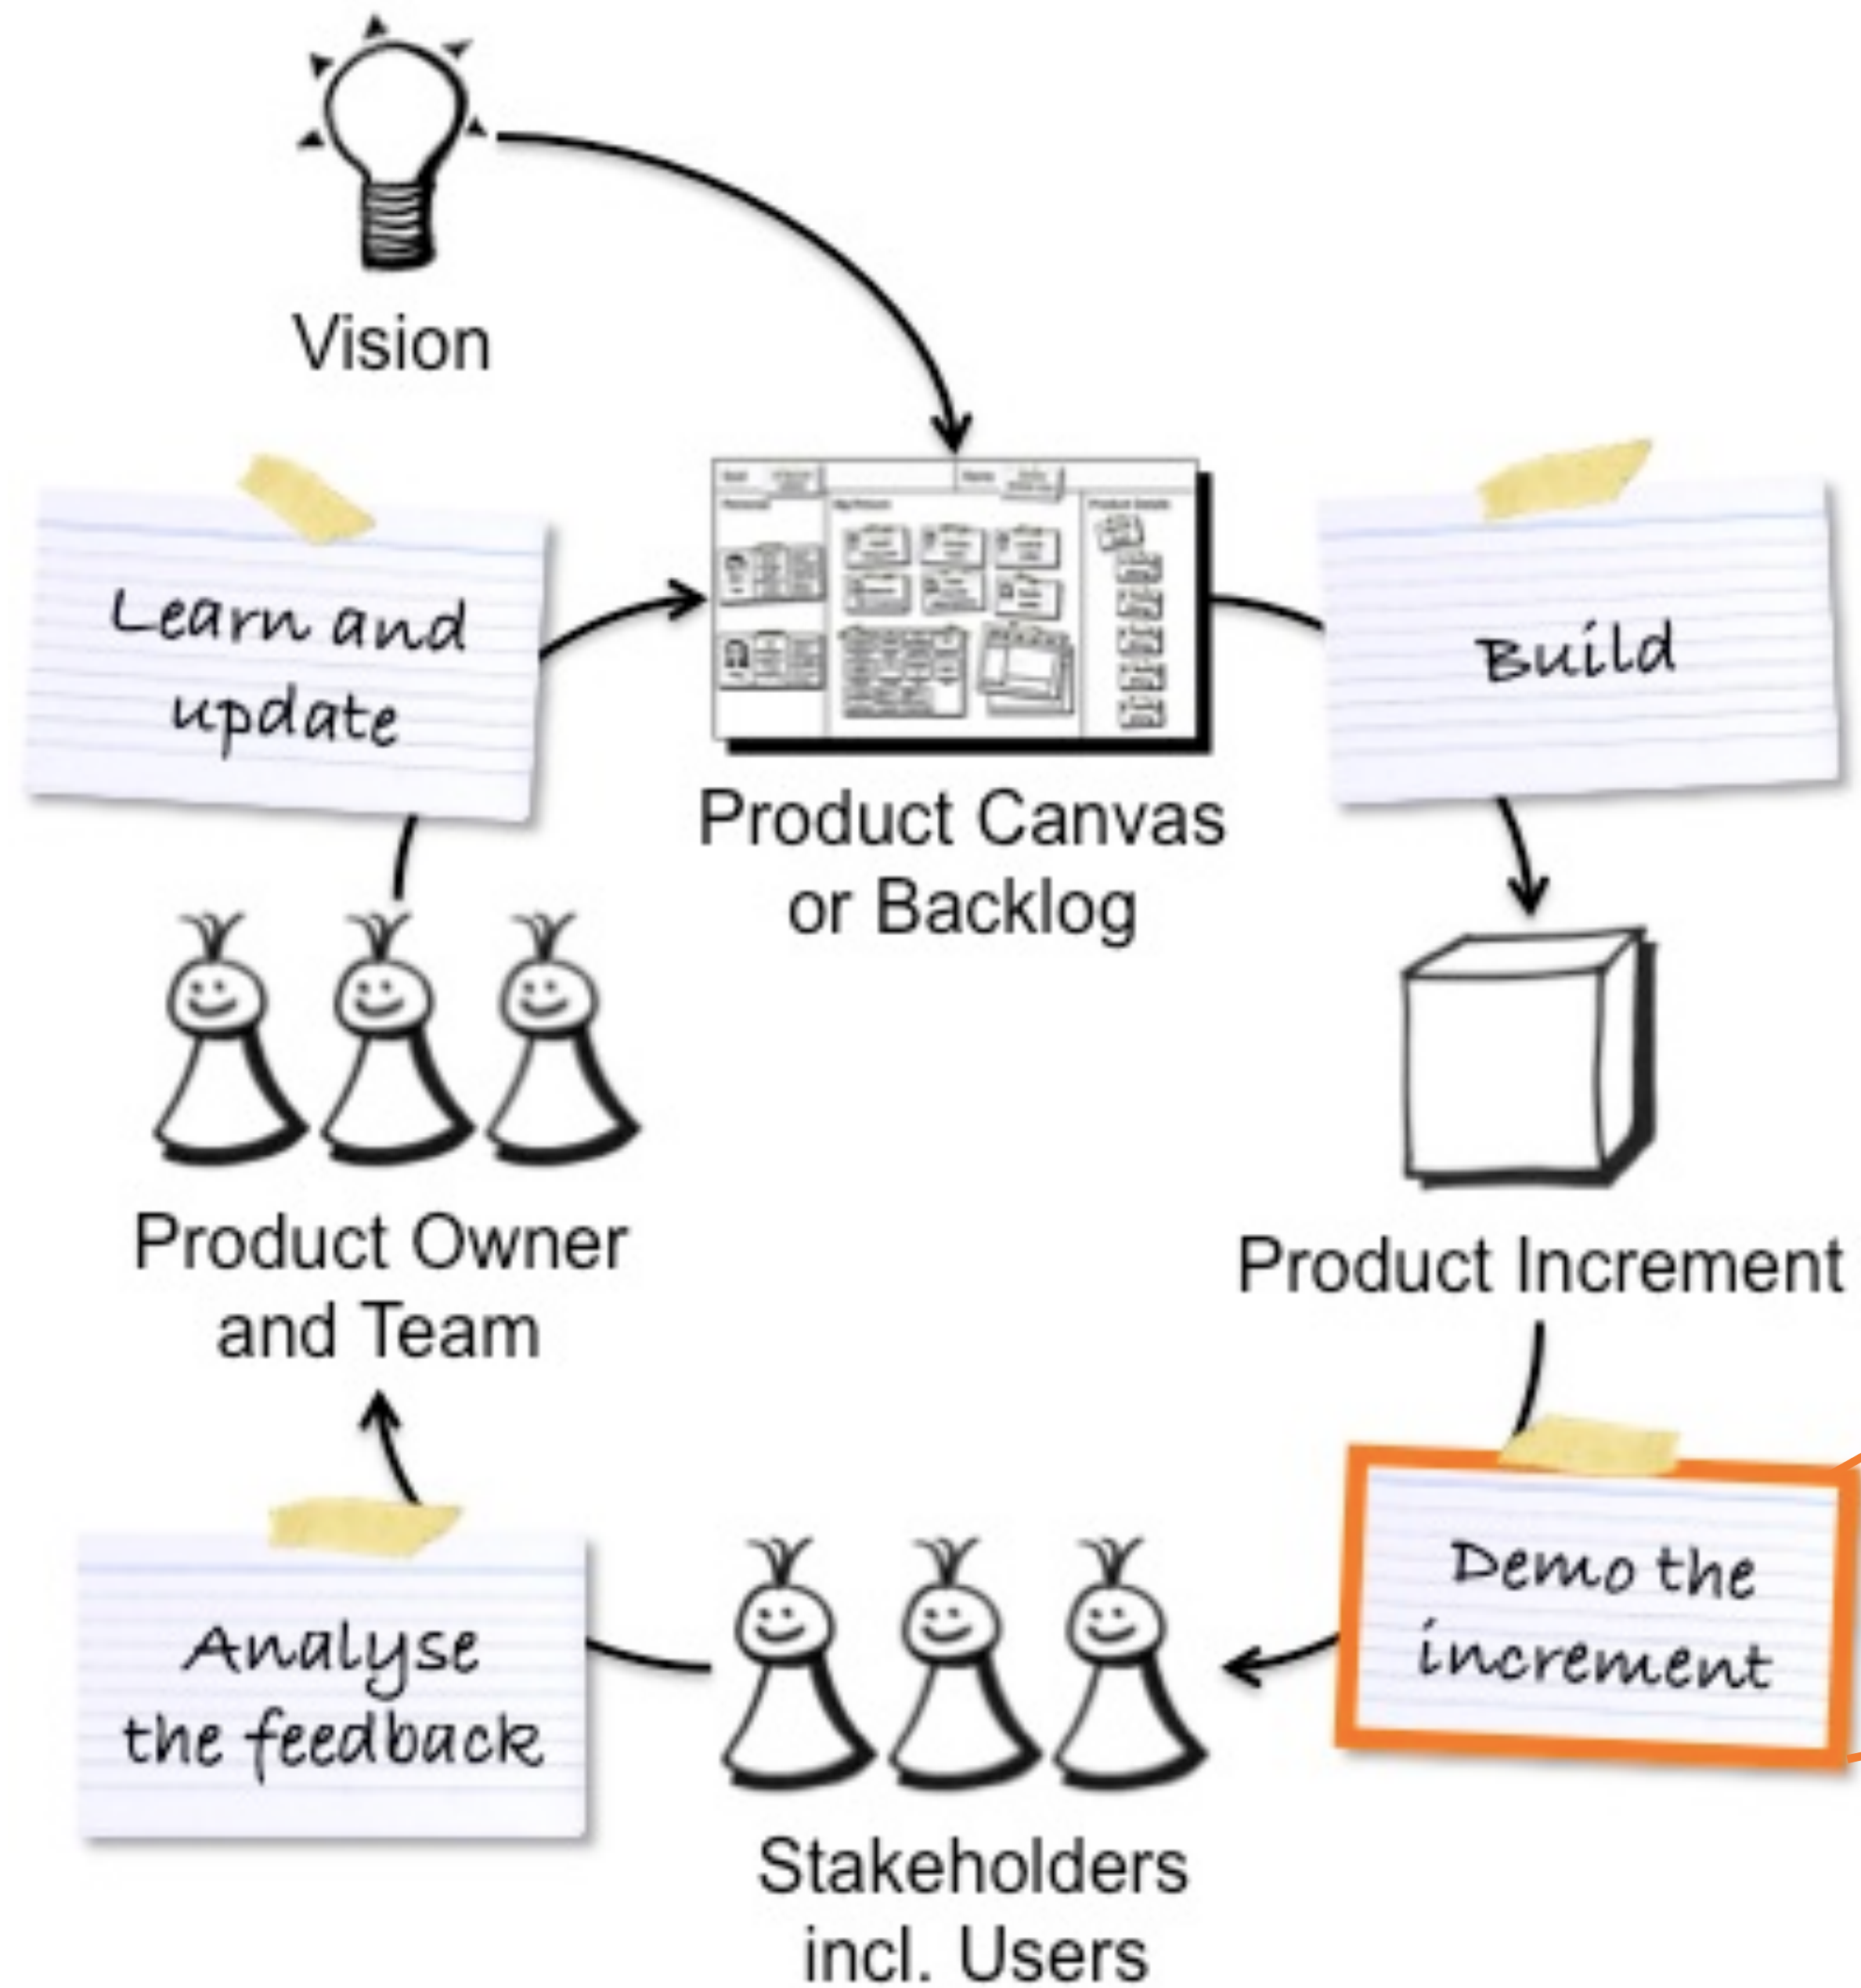 Vision
Learn and
update
Product Canvas
or Backlog
Build
Product Owner
and Team
Product Increment
Analyse
the feedback
Demo the
increment
Stakeholders
incl. Users